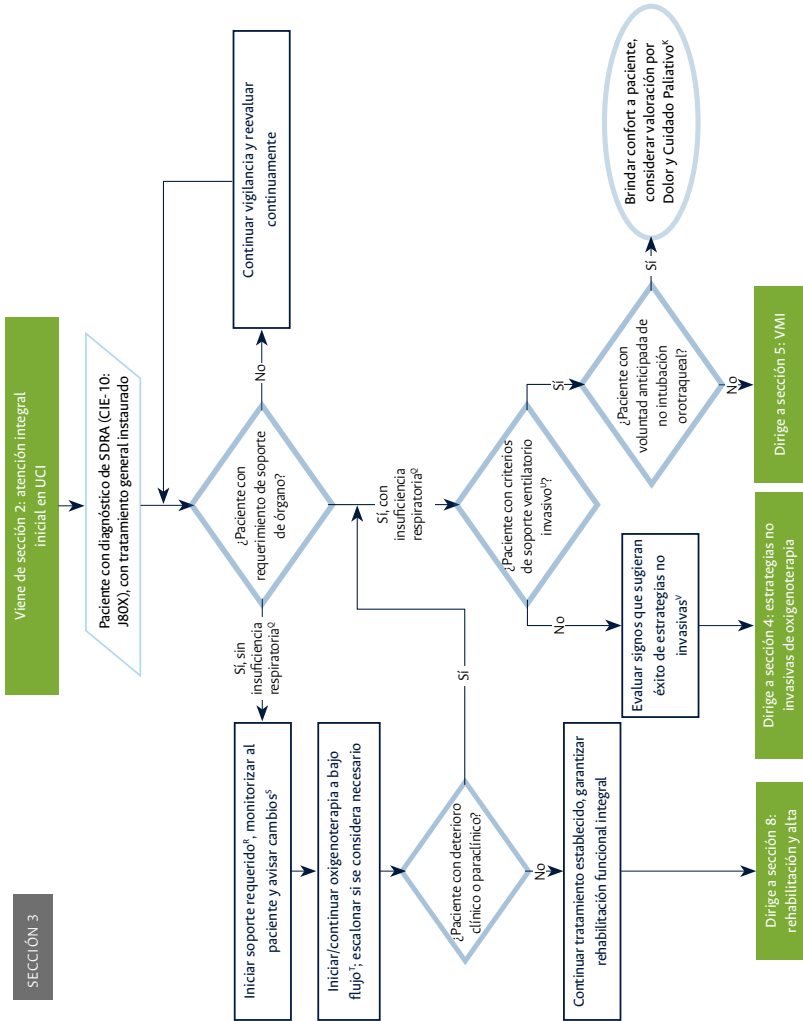 SECCIÓN 3
Viene de sección 2: atención integral
inicial en UCI
Paciente con diagnóstico de SDRA (CIE-10:
J80X), con tratamiento general instaurado
¿Paciente con
requerimiento de soporte
de órgano?
No
Continuar vigilancia y reevaluar
continuamente
Sí, sin
insuficiencia
respiratoriaQ
Iniciar soporte requeridoR, monitorizar al
paciente y avisar cambiosS
Iniciar/continuar oxigenoterapia a bajo
flujoT; escalonar si se considera necesario
¿Paciente con deterioro
clínico o paraclínico?
Sí
No
Continuar tratamiento establecido, garantizar
rehabilitación funcional integral
Dirige a sección 8:
rehabilitación y alta
Sí, con
insuficiencia
respiratoriaQ
¿Paciente con criterios
de soporte ventilatorio
invasivoU?
No
Evaluar signos que sugieran
éxito de estrategias no
invasivasV
Dirige a sección 4: estrategias no
invasivas de oxigenoterapia
Sí
¿Paciente con
voluntad anticipada de
no intubación
orotraqueal?
Sí
Brindar confort a paciente,
considerar valoración por
Dolor y Cuidado PaliativoK
No
Dirige a sección 5: VMI